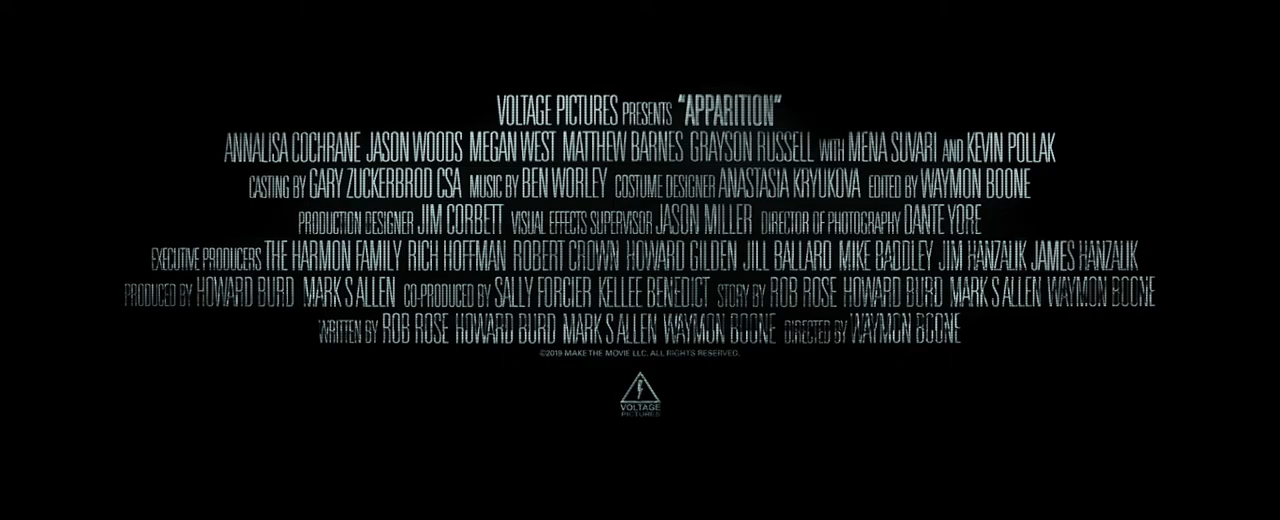 VOLTAGE PICTURES PRESENTS "APPARITION"
ANNALISA COCHRANE JASON WOODS MEGAN WEST MATTHEW BARNES GRAYSON RUSSELL WITH MENA SUVARI AND KEVIN POLLAK
CASTING BY GARY ZUCKERBROD CSA MUSIC BY BEN WORLEY COSTUME DESIGNER ANASTASIA KRYUKOVA EDITED BY WAYMON BOONE
PRODUCTION DESIGNER JIM CORBETT VISUAL EFFECTS SUPERVISOR JASON MILLER DIRECTOR OF PHOTOGRAPHY DANTE YORE
EXECUTIVE PRODUCERS THE HARMON FAMILY RICH HOFFMAN ROBERT CROWN HOWARD GILDEN JILL BALLARD MIKE BADDLEY JIM HANZALIK JAMES HANZALIK
PRODUCED BY HOWARD BURD MARK S ALLEN CO-PRODUCED BY SALLY FORCIER KELLEE BENEDICT STORY BY ROB ROSE HOWARD BURD MARK S ALLEN WAYMON BOONE
WRITTEN BY ROB ROSE HOWARD BURD MARK S ALLEN WAYMON BOONE DIRECTED BY WAYMON BOONE
©2019 MAKE THE MOVIE LLC. ALL RIGHTS RESERVED.
VOLTAGE
PICTURES